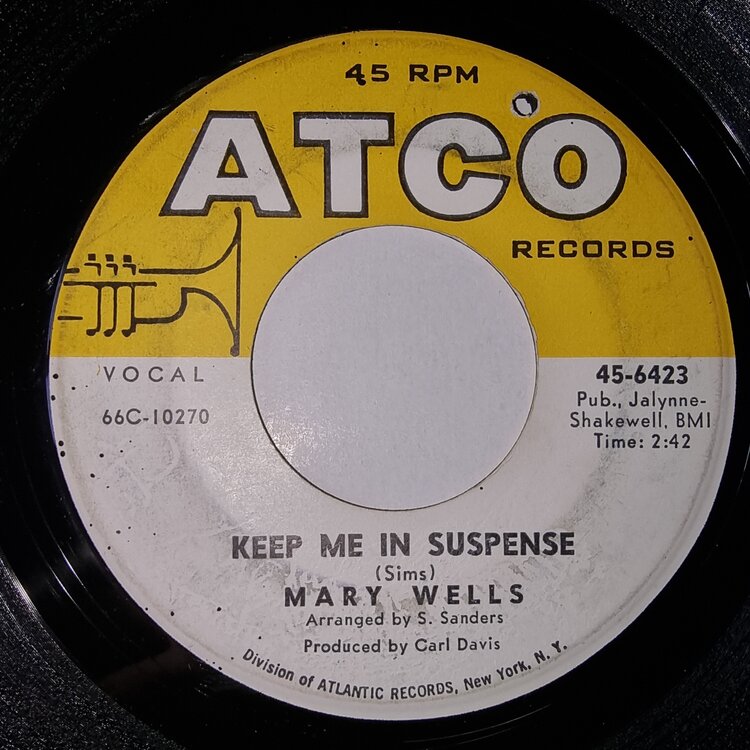 45 RPM
ATCO
RECORDS
VOCAL
66C-10270
45-6423
Pub., Jalynne-
Shakewell, BMI
Time: 2:42
KEEP ME IN SUSPENSE
(Sims)
MARY WELLS
Arranged by S. Sanders
Produced by Carl Davis
Division of ATLANTIC RECORDS, New York, N. Y.